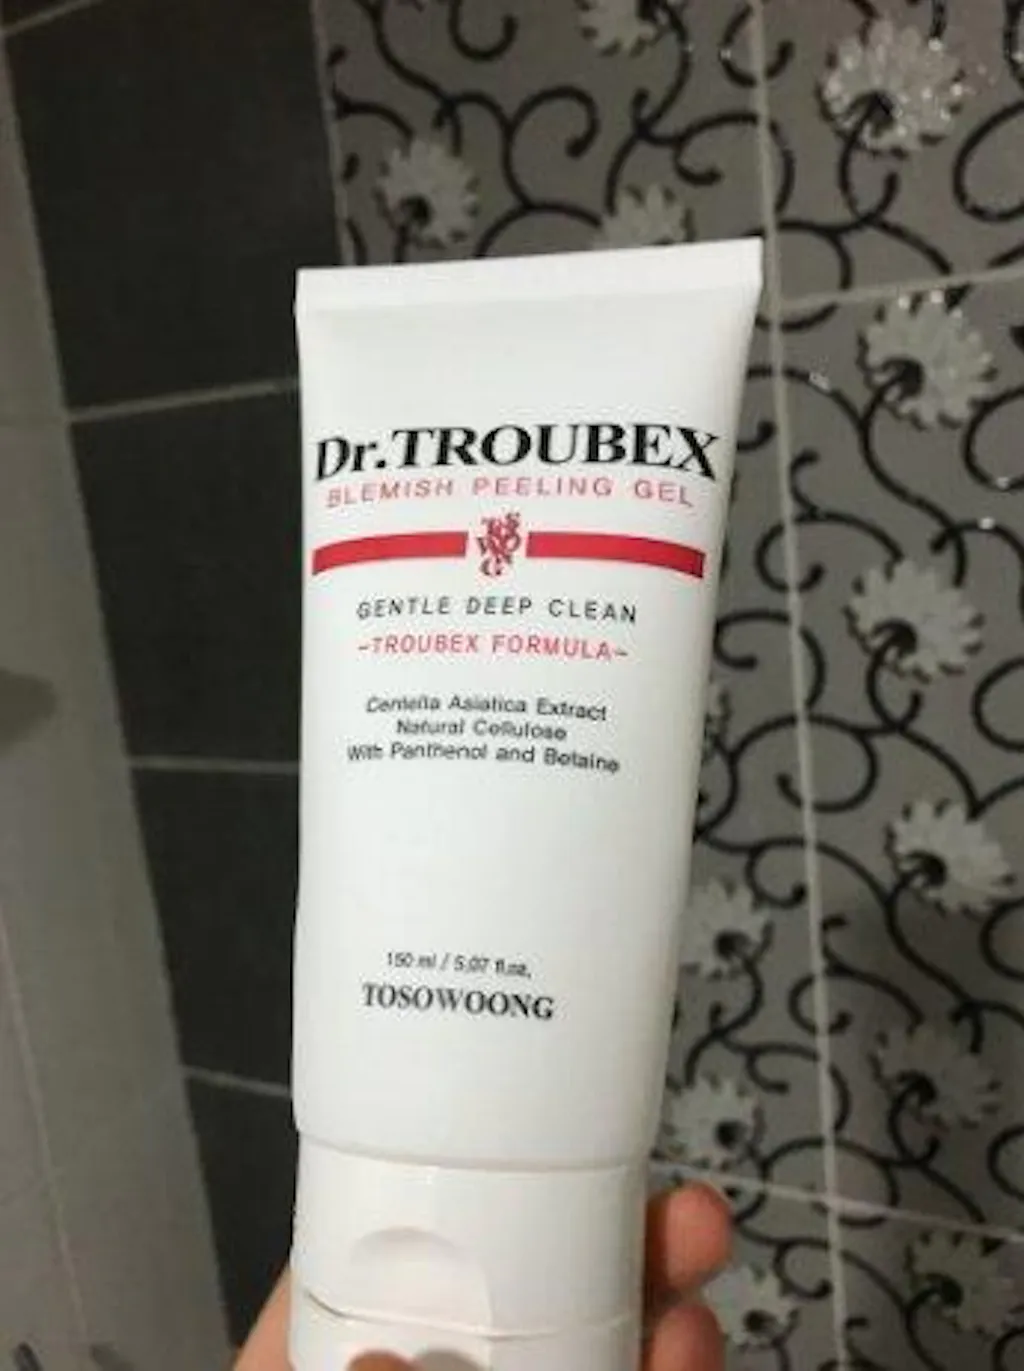 Dr.TROUBEX
BLEMISH PEELING GEL
TOSOWOONG
GENTLE DEEP CLEAN
-TROUBEX FORMULA-
Centella Asiatica Extract
Natural Cellulose
With Panthenol and Betaine
150 ml / 5.07 fl.oz.
TOSOWOONG